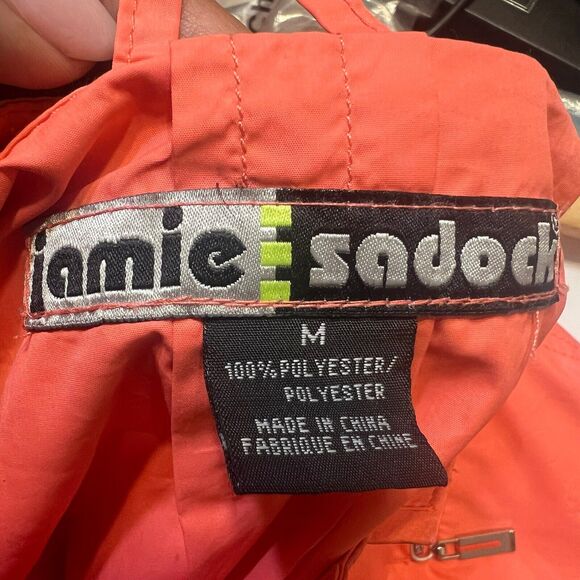 jamie sadock
M
100% POLYESTER/
POLYESTER
MADE IN CHINA
FABRIQUE EN CHINE